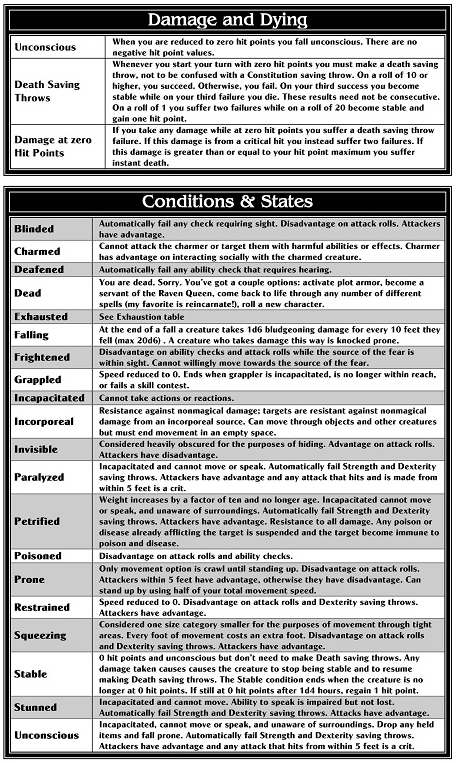 Damage and Dying
Unconscious
When you are reduced to zero hit points you fall unconscious. There are
negative hit point values.
Death Saving
Throws
Whenever you start your turn with zero hit points you must make a death saving
throw, not to be confused with a Constitution saving throw. On a roll of 10 or
higher, you succeed. Otherwise, you fail. On your third success you become
stable while on your third failure you die. These results need not be consecutive.
On a roll of 1 you suffer two failures while on a roll of 20 become stable and
gain one hit point.
Damage at zero
Hit Points
If you take any damage while at zero hit points you suffer a death saving throw
failure. If this damage is from a critical hit you instead suffer two failures. If
this damage is greater than or equal to your hit point maximum you suffer
instant death.
Conditions & States
Blinded
Automatically fail any check requiring sight. Disadvantage on attack rolls. Attackers
have advantage.
Charmed
Cannot attack the charmer or target them with harmful abilities or effects. Charmer
has advantage on interacting socially with the charmed creature.
Deafened
Automatically fail any ability check that requires hearing.
Dead
You are dead. Sorry. You've got a couple options: activate plot armor, become a
servant of the Raven Queen, come back to life through any number of different
spells (my favorite is reincarnate!), roll a new character.
Exhausted
See Exhaustion table
Falling
At the end of a fall a creature takes 1d6 bludgeoning damage for every 10 feet they
fell (max 20d6) . A creature who takes damage this way is knocked prone.
Frightened
Disadvantage on ability checks and attack rolls while the source of the fear is
within sight. Cannot willingly move towards the source of the fear.
Grappled
Speed reduced to 0. Ends when grappler is incapacitated, is no longer within reach,
or fails a skill contest.
Incapacitated
Cannot take actions or reactions.
Incorporeal
Resistance against nonmagical damage; targets are resistant against nonmagical
damage from an incorporeal source. Can move through objects and other creatures
but must end movement in an empty space.
Invisible
Considered heavily obscured for the purposes of hiding. Advantage on attack rolls.
Attackers have disadvantage.
Paralyzed
Incapacitated and cannot move or speak. Automatically fail Strength and Dexterity
saving throws. Attackers have advantage and any attack that hits and is made from
within 5 feet is a crit.
Petrified
Weight increases by a factor of ten and no longer age. Incapacitated cannot move
or speak, and unaware of surroundings. Automatically fail Strength and Dexterity
saving throws. Attackers have advantage. Resistance to all damage. Any poison or
disease already afflicting the target is suspended and the target become immune to
poison and disease.
Poisoned
Disadvantage on attack rolls and ability checks.
Prone
Only movement option is crawl until standing up. Disadvantage on attack rolls.
Attackers within 5 feet have advantage, otherwise they have disadvantage. Can
stand up by using half of your total movement speed.
Restrained
Speed reduced to 0. Disadvantage on attack rolls and Dexterity saving throws.
Attackers have advantage.
Squeezing
Considered one size category smaller for the purposes of movement through tight
areas. Every foot of movement costs an extra foot. Disadvantage on attack rolls
and Dexterity saving throws. Attackers have advantage.
Stable
0 hit points and unconscious but don't need to make Death saving throws. Any
damage taken causes causes the creature to stop being stable and to resume
making Death saving throws. The Stable condition ends when the creature is no
longer at 0 hit points. If still at 0 hit points after 1d4 hours, regain 1 hit point.
Stunned
Incapacitated and cannot move. Ability to speak is impaired but not lost.
Automatically fail Strength and Dexterity saving throws. Attacks have advantage.
Unconscious
Incapacitated, cannot move or speak, and unaware of surroundings. Drop any held
items and fall prone. Automatically fail Strength and Dexterity saving throws.
Attackers have advantage and any attack that hits from within 5 feet is a crit.